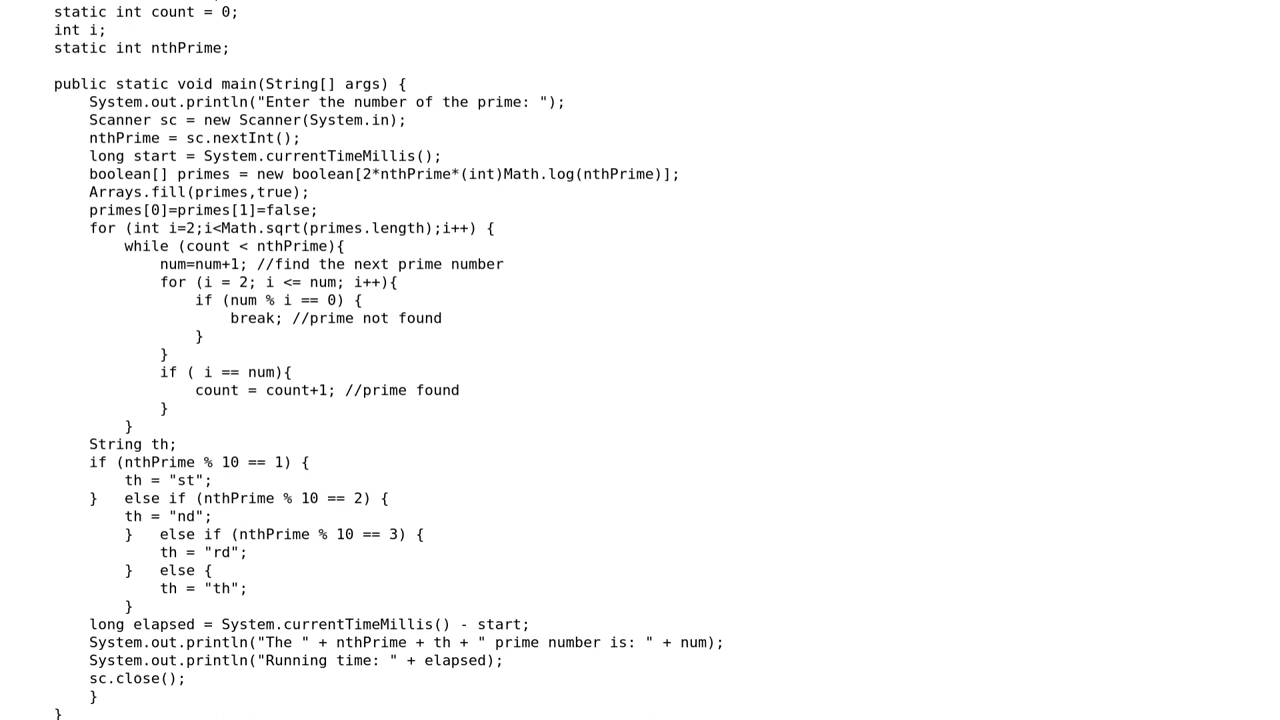 static int count = 0;
int i;
static int nthPrime;
public static void main(String[] args) {
System.out.println("Enter the number of the prime: ");
Scanner sc = new Scanner(System.in);
nthPrime = sc.nextInt();
long start = System.currentTimeMillis();
boolean[] primes = new boolean[2*nthPrime*(int)Math.log(nthPrime)];
Arrays.fill(primes,true);
primes[0]=primes[1]=false;
for (int i=2;i<Math.sqrt(primes.length);i++) {
while (count < nthPrime){
num=num+1; //find the next prime number
for (i = 2; i <= num; i++){
if (num % i == 0) {
break; //prime not found
}
}
if ( i == num){
count = count+1; //prime found
}
}
String th;
if (nthPrime % 10 == 1) {
th = "st";
}   else if (nthPrime % 10 == 2) {
th = "nd";
}   else if (nthPrime % 10 == 3) {
th = "rd";
}   else {
th = "th";
}
long elapsed = System.currentTimeMillis() - start;
System.out.println("The " + nthPrime + th + " prime number is: " + num);
System.out.println("Running time: " + elapsed);
sc.close();
}
}